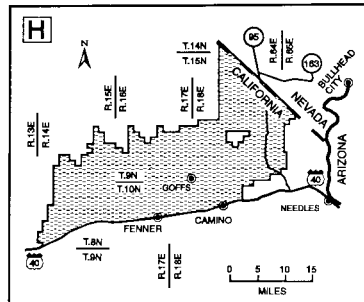 H
N
T.14N
T.15N
95
R.64E
R.65E
163
BULLHEAD
CITY
CALIFORNIA
NEVADA
ARIZONA
R.15E
R.16E
R.17E
R.18E
R.13E
R.14E
T.9N
T.10N
GOFFS
FENNER
CAMINO
NEEDLES
40
40
T.8N
T.9N
R.17E
R.18E
0 5 10 15
MILES